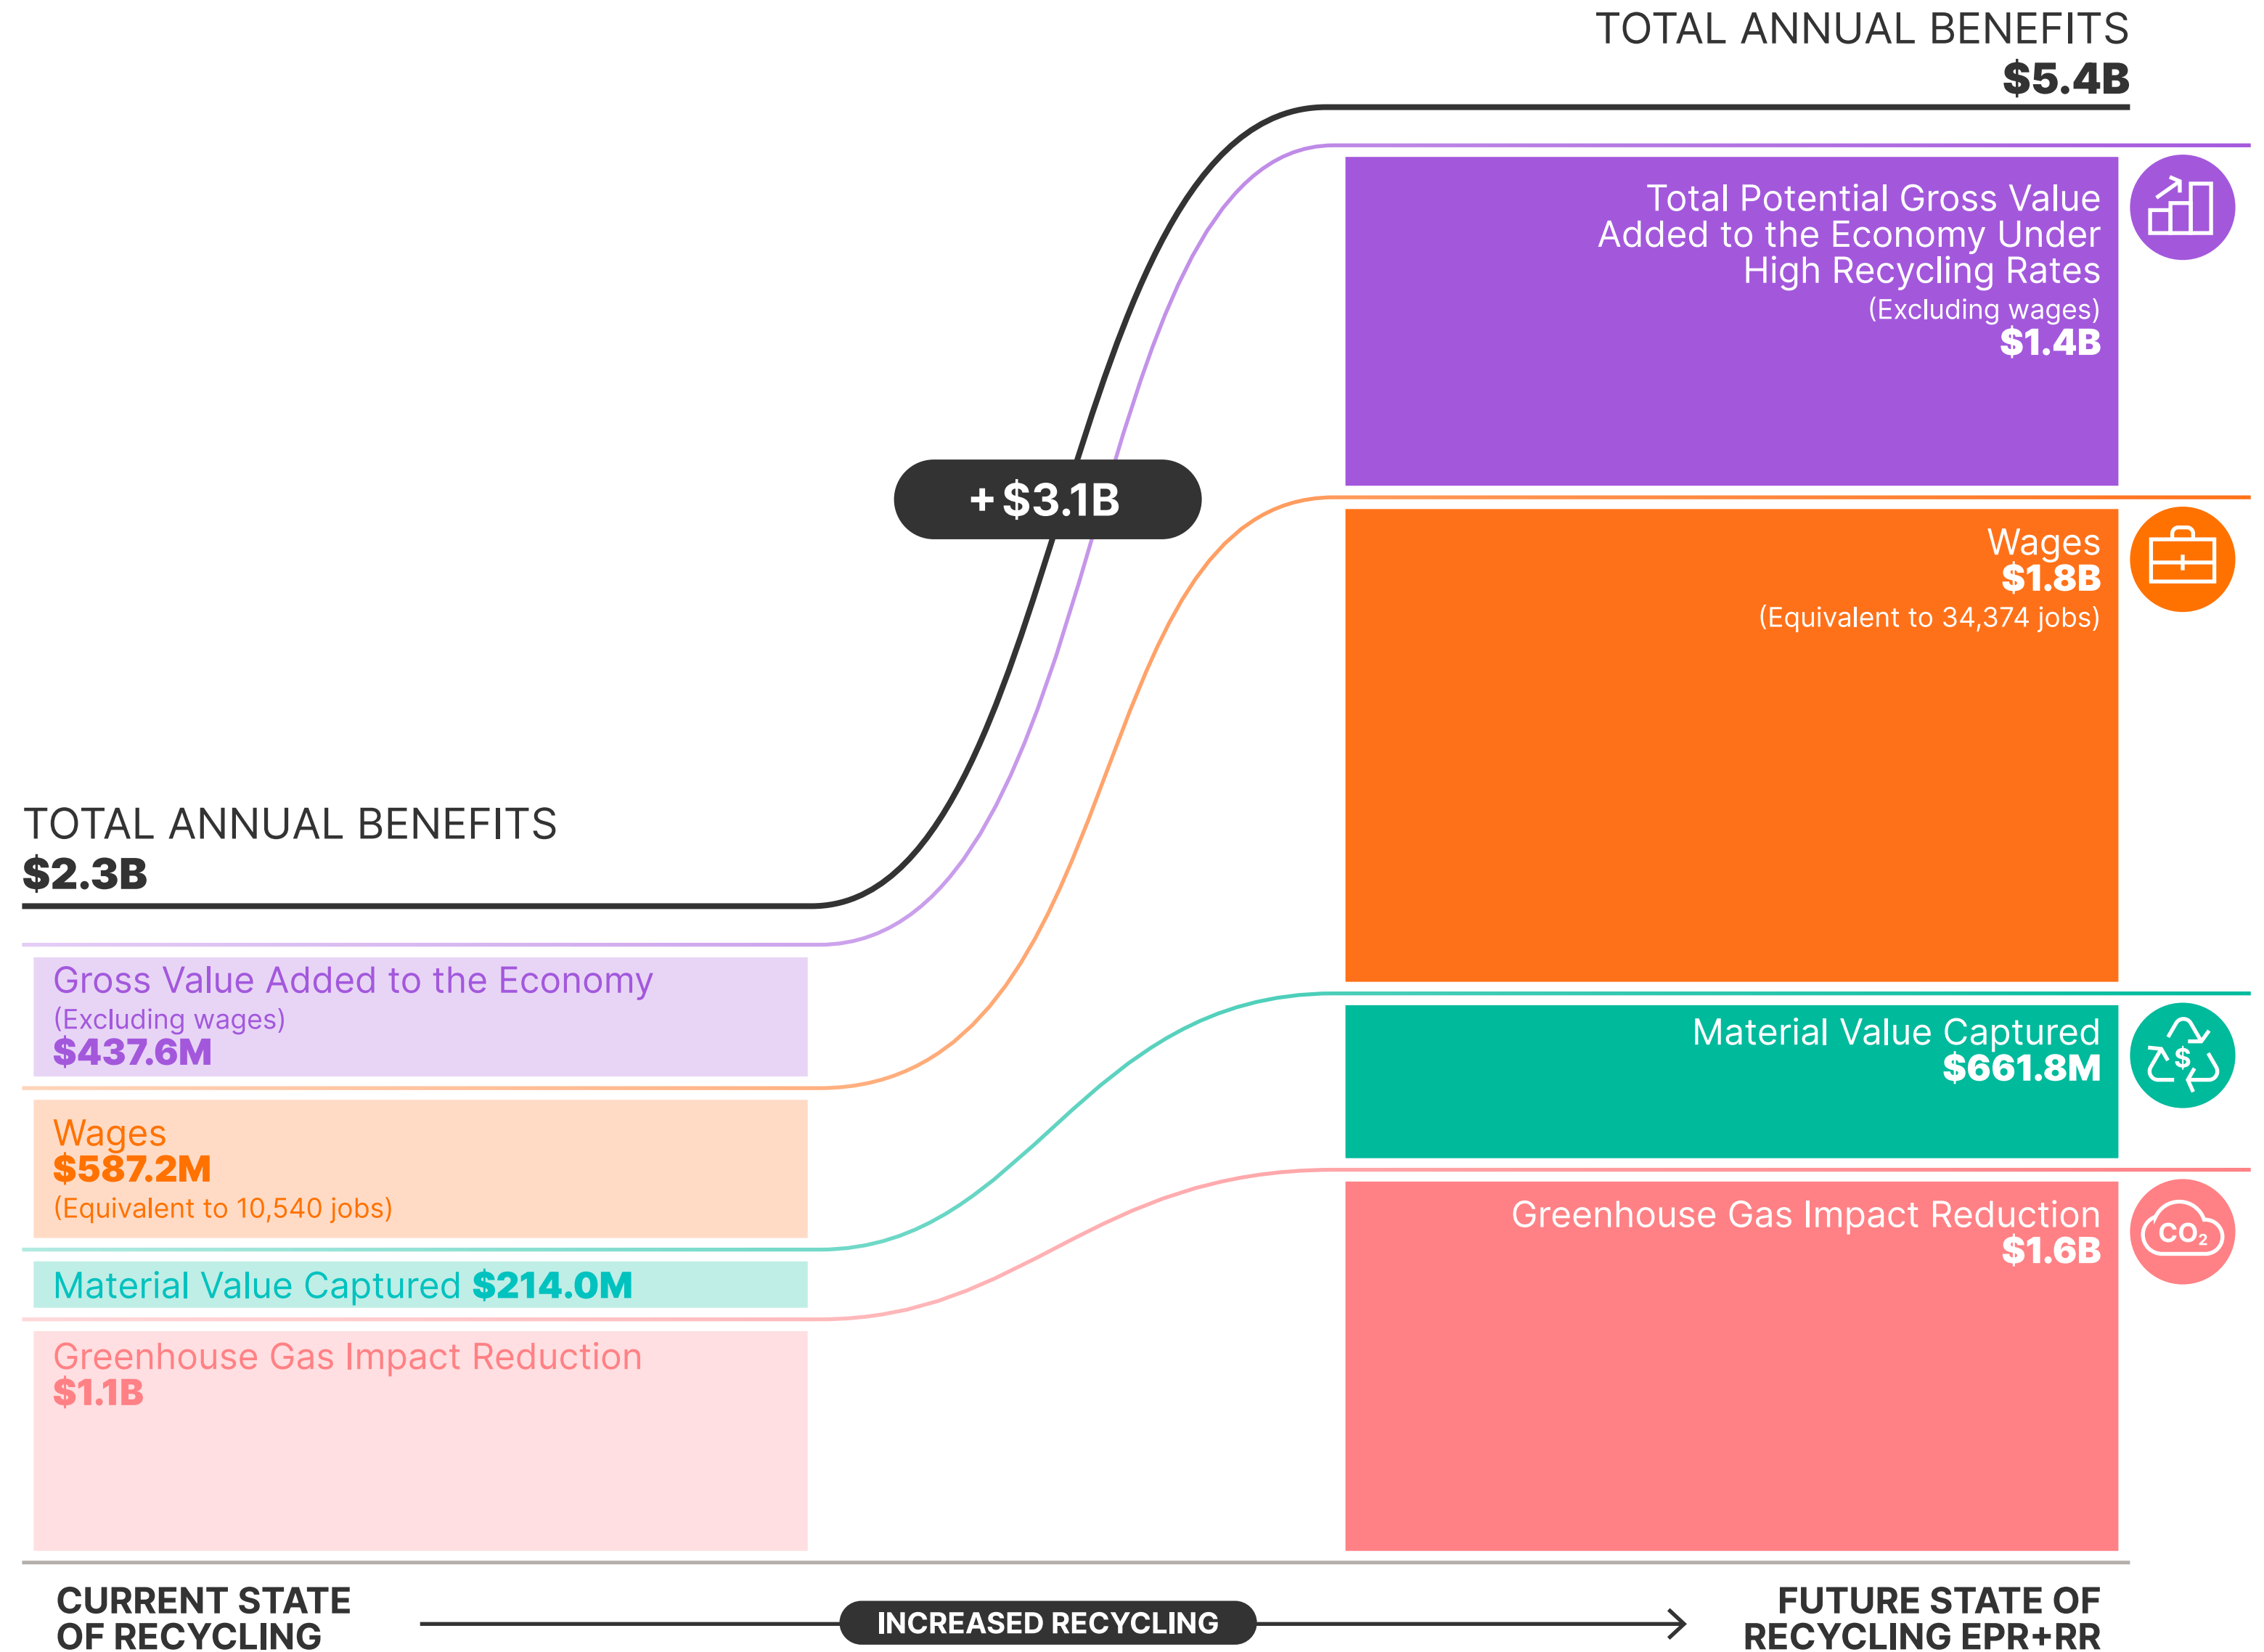 TOTAL ANNUAL BENEFITS
$5.4B
Total Potential Gross Value
Added to the Economy Under
High Recycling Rates
(Excluding wages)
$1.4B
+$3.1B
Wages
$1.8B
(Equivalent to 34,374 jobs)
TOTAL ANNUAL BENEFITS
$2.3B
Gross Value Added to the Economy
(Excluding wages)
$437.6M
Material Value Captured
$661.8M
$
Wages
$587.2M
(Equivalent to 10,540 jobs)
Greenhouse Gas Impact Reduction
$1.6B
CO₂
Material Value Captured $214.0M
Greenhouse Gas Impact Reduction
$1.1B
CURRENT STATE
OF RECYCLING
INCREASED RECYCLING
FUTURE STATE OF
RECYCLING EPR+RR